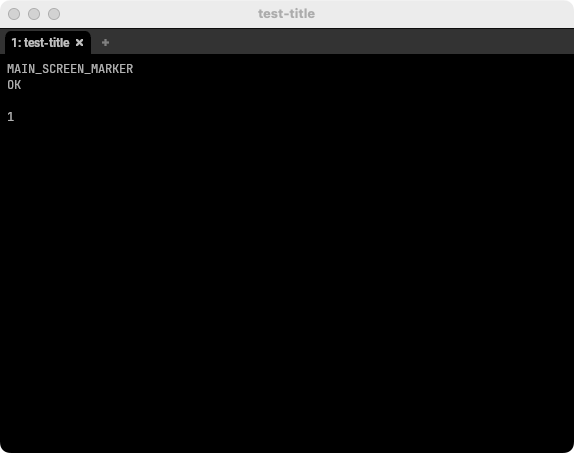 test-title
1: test-title × +
MAIN_SCREEN_MARKER
OK
1